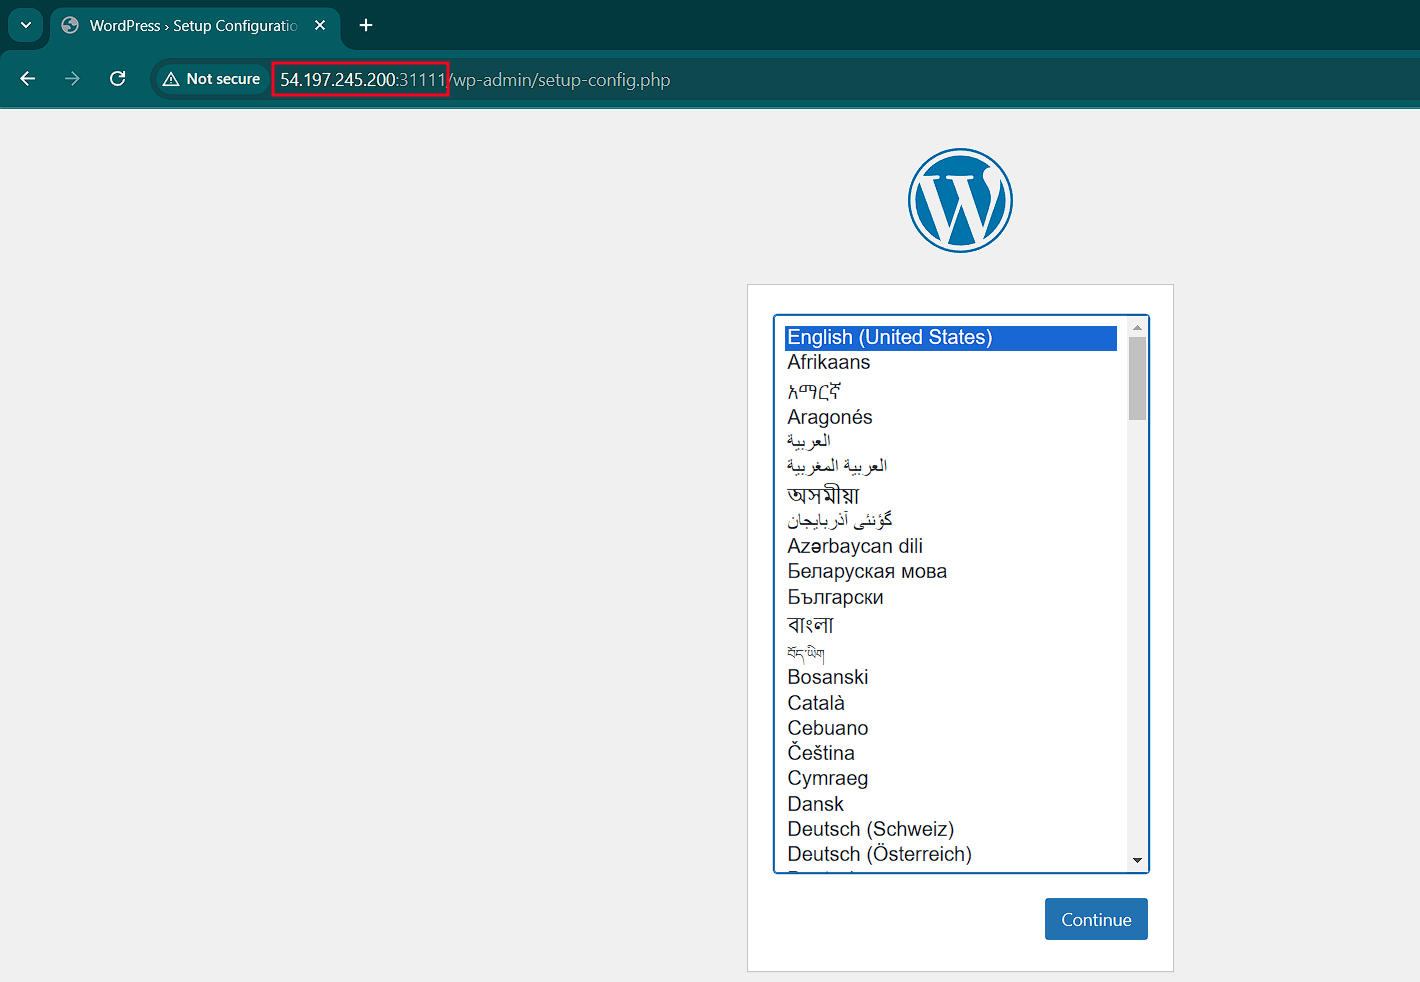 WordPress › Setup Configuratio
Not secure
54.197.245.200:31111/wp-admin/setup-config.php
English (United States)
Afrikaans
አማርኛ
Aragonés
العربية
العربية المغربية
অসমীয়া
گؤنئی آذربایجان
Azərbaycan dili
Беларуская мова
Български
বাংলা
བོད་ཡིག
Bosanski
Català
Cebuano
Čeština
Cymraeg
Dansk
Deutsch (Schweiz)
Deutsch (Österreich)
Continue